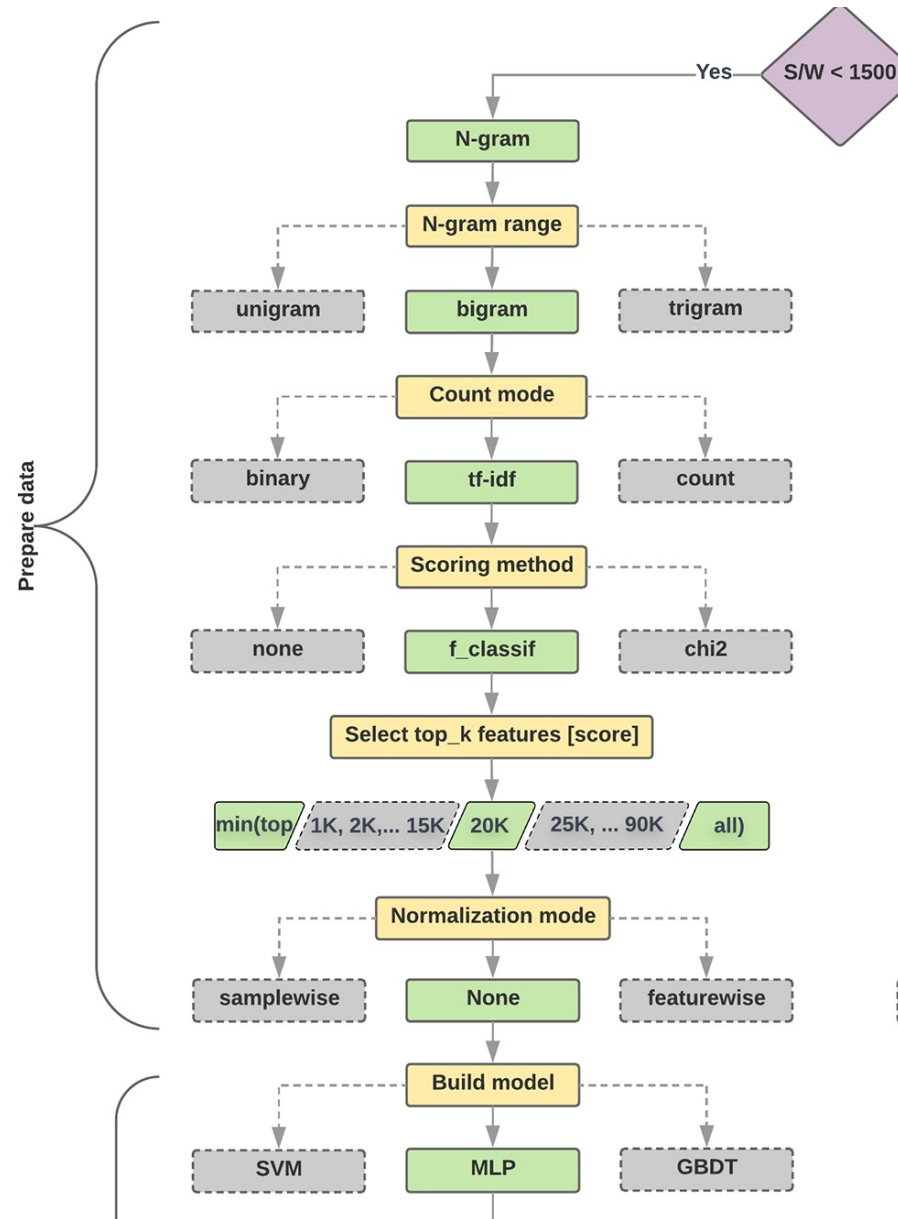 S/W < 1500
Yes
N-gram
N-gram range
unigram
bigram
trigram
Count mode
binary
tf-idf
count
Prepare data
Scoring method
none
f_classif
chi2
Select top_k features [score]
min(top
1K, 2K,... 15K
20K
25K, ... 90K
all)
Normalization mode
samplewise
None
featurewise
Build model
SVM
MLP
GBDT